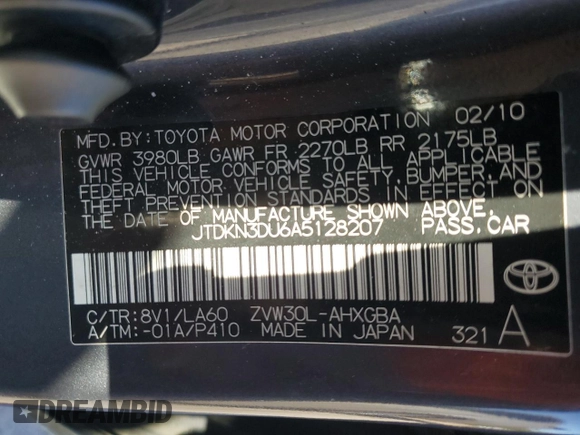 MFD.BY:TOYOTA MOTOR CORPORATION 02/10
GVWR 3980LB GAWR FR 2270LB RR 2175LB
THIS VEHICLE CONFORMS TO ALL APPLICABLE
FEDERAL MOTOR VEHICLE SAFETY, BUMPER, AND
THEFT PREVENTION STANDARDS IN EFFECT ON
THE DATE OF MANUFACTURE SHOWN ABOVE.
JTDKN3DU6A5128207 PASS.CAR
C/TR:8V1/LA60 ZVW30L-AHXGBA
A/TM:-01A/P410 MADE IN JAPAN 321 A
TOYOTA
DREAMBID